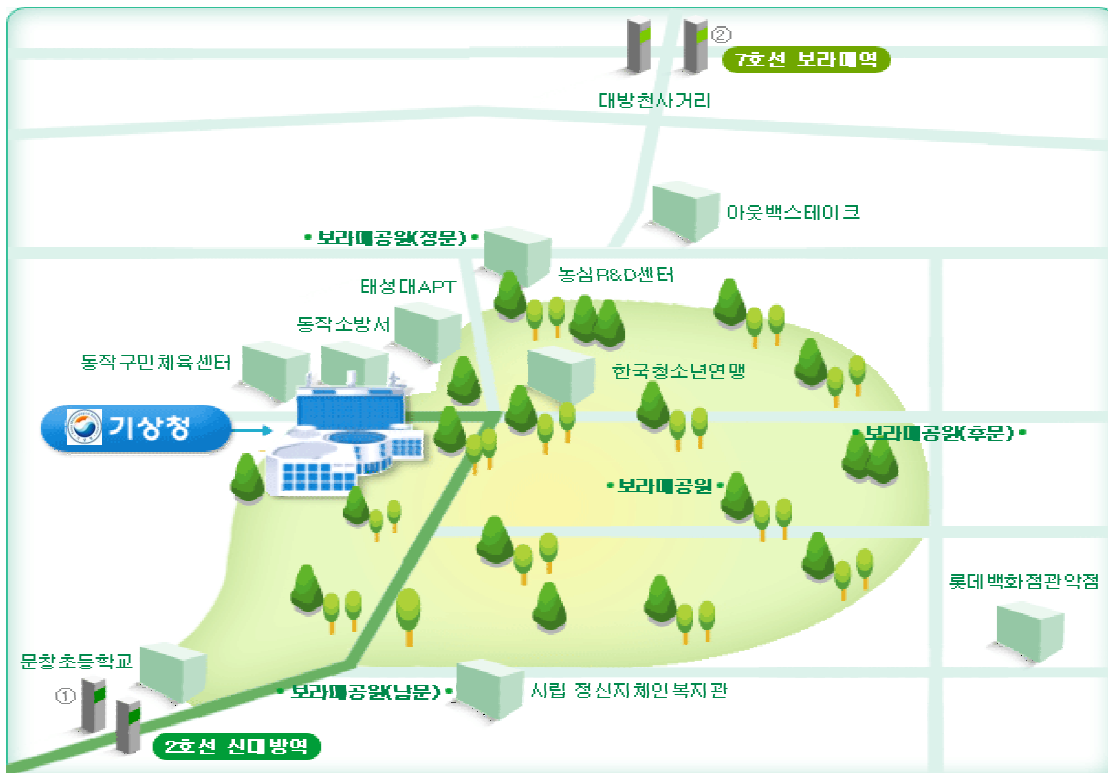 ②
7호선 보라매역
대방천사거리
아웃백스테이크
보라매공원(정문)
농심R&D센터
태성대APT
동작소방서
동작구민체육센터
한국청소년연맹
기상청
보라매공원(후문)
보라매공원
롯데백화점관악점
문창초등학교
①
보라매공원(남문)
시립 정신지체인복지관
2호선 신대방역